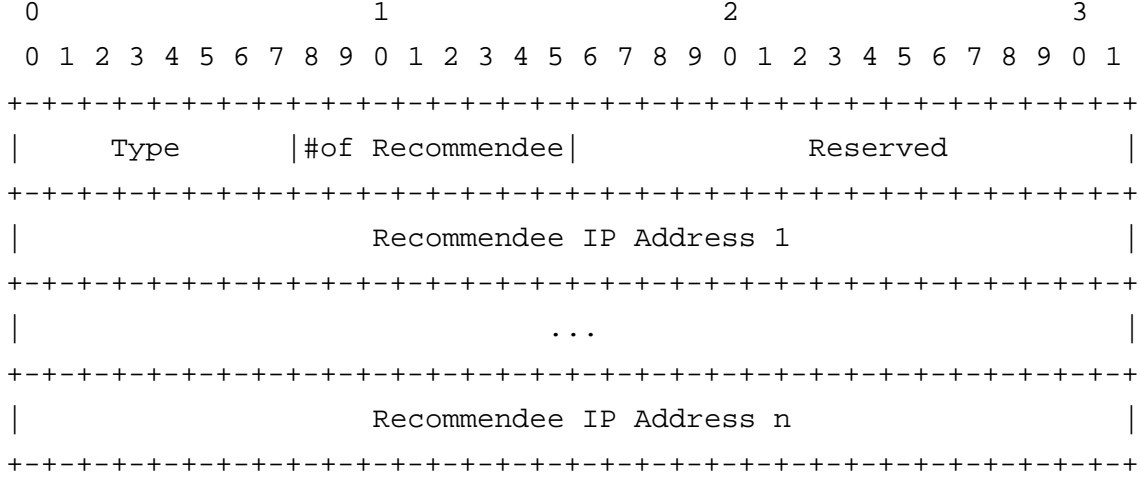 0                   1                   2                   3
0 1 2 3 4 5 6 7 8 9 0 1 2 3 4 5 6 7 8 9 0 1 2 3 4 5 6 7 8 9 0 1
+-+-+-+-+-+-+-+-+-+-+-+-+-+-+-+-+-+-+-+-+-+-+-+-+-+-+-+-+-+-+-+-+
|     Type      |#of Recommendee|             Reserved          |
+-+-+-+-+-+-+-+-+-+-+-+-+-+-+-+-+-+-+-+-+-+-+-+-+-+-+-+-+-+-+-+-+
|                    Recommendee IP Address 1                   |
+-+-+-+-+-+-+-+-+-+-+-+-+-+-+-+-+-+-+-+-+-+-+-+-+-+-+-+-+-+-+-+-+
|                              ...                              |
+-+-+-+-+-+-+-+-+-+-+-+-+-+-+-+-+-+-+-+-+-+-+-+-+-+-+-+-+-+-+-+-+
|                    Recommendee IP Address n                   |
+-+-+-+-+-+-+-+-+-+-+-+-+-+-+-+-+-+-+-+-+-+-+-+-+-+-+-+-+-+-+-+-+